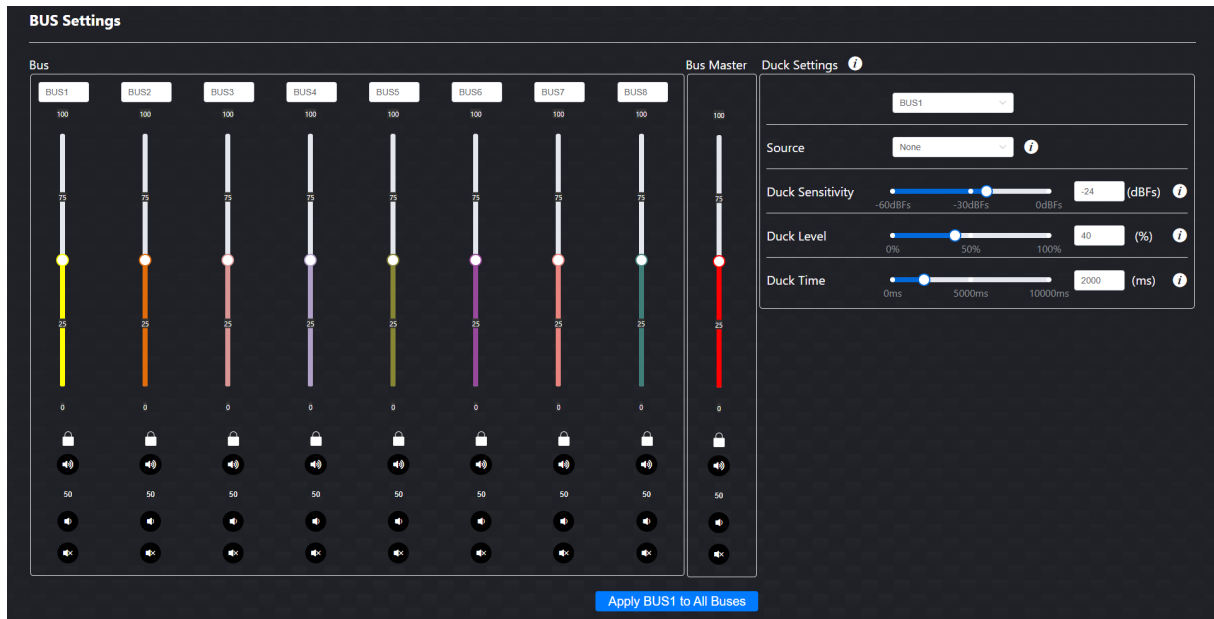 BUS Settings
Bus
Bus Master
Duck Settings i
BUS1 BUS2 BUS3 BUS4 BUS5 BUS6 BUS7 BUS8
100 100 100 100 100 100 100 100 100
75 75 75 75 75 75 75 75 75
25 25 25 25 25 25 25 25 25
0 0 0 0 0 0 0 0 0
50 50 50 50 50 50 50 50 50
BUS1
Source None i
Duck Sensitivity -24 (dBFs) i
-60dBFs -30dBFs 0dBFs
Duck Level 40 (%) i
0% 50% 100%
Duck Time 2000 (ms) i
0ms 5000ms 10000ms
Apply BUS1 to All Buses